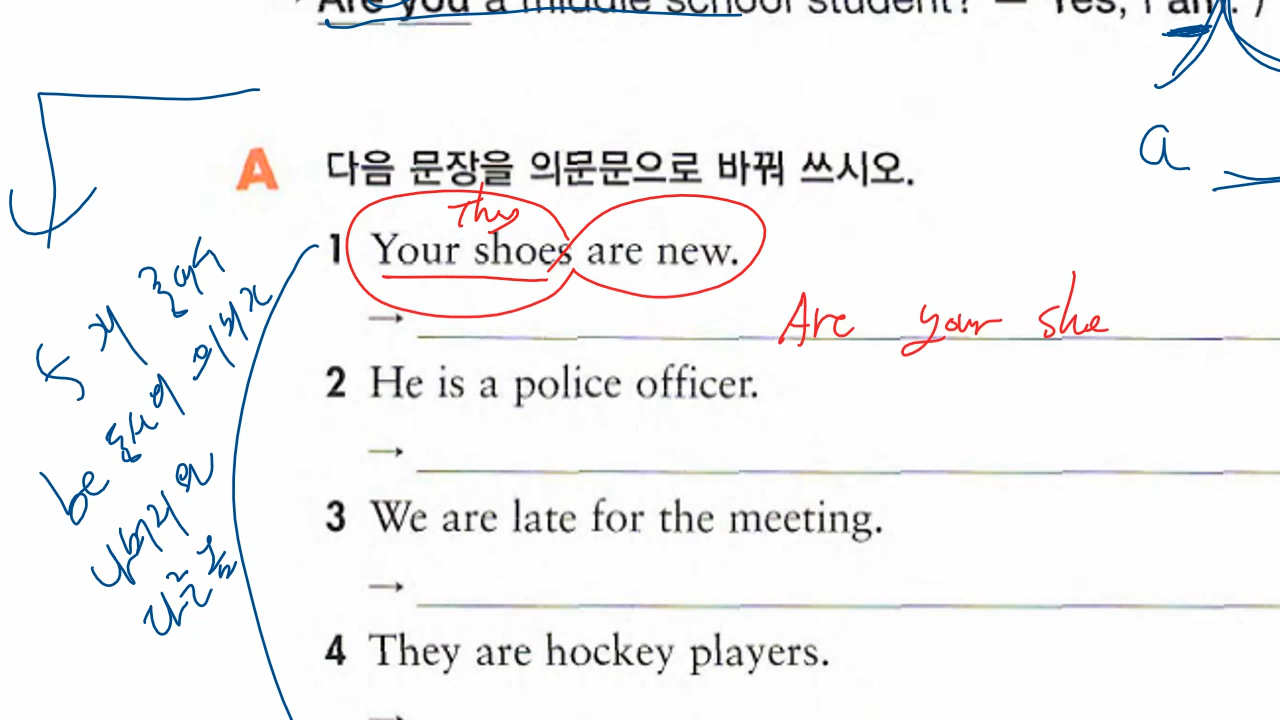 Are you a middle school student? — Yes, I am. )
a
A 다음 문장을 의문문으로 바꿔 쓰시오.
They
1 Your shoes are new.
→ Are your sho
2 He is a police officer.
→
3 We are late for the meeting.
→
4 They are hockey players.
be